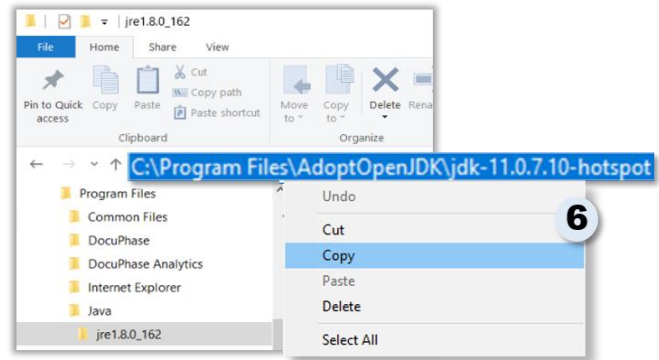 jre1.8.0_162
File Home Share View
Pin to Quick access
Copy
Paste
Cut
Copy path
Paste shortcut
Move to
Copy to
Delete
Rena
Clipboard
Organize
C:\Program Files\AdoptOpenJDK\jdk-11.0.7.10-hotspot
Program Files
Common Files
DocuPhase
DocuPhase Analytics
Internet Explorer
Java
jre1.8.0_162
Undo
Cut
Copy
Paste
Delete
Select All
6